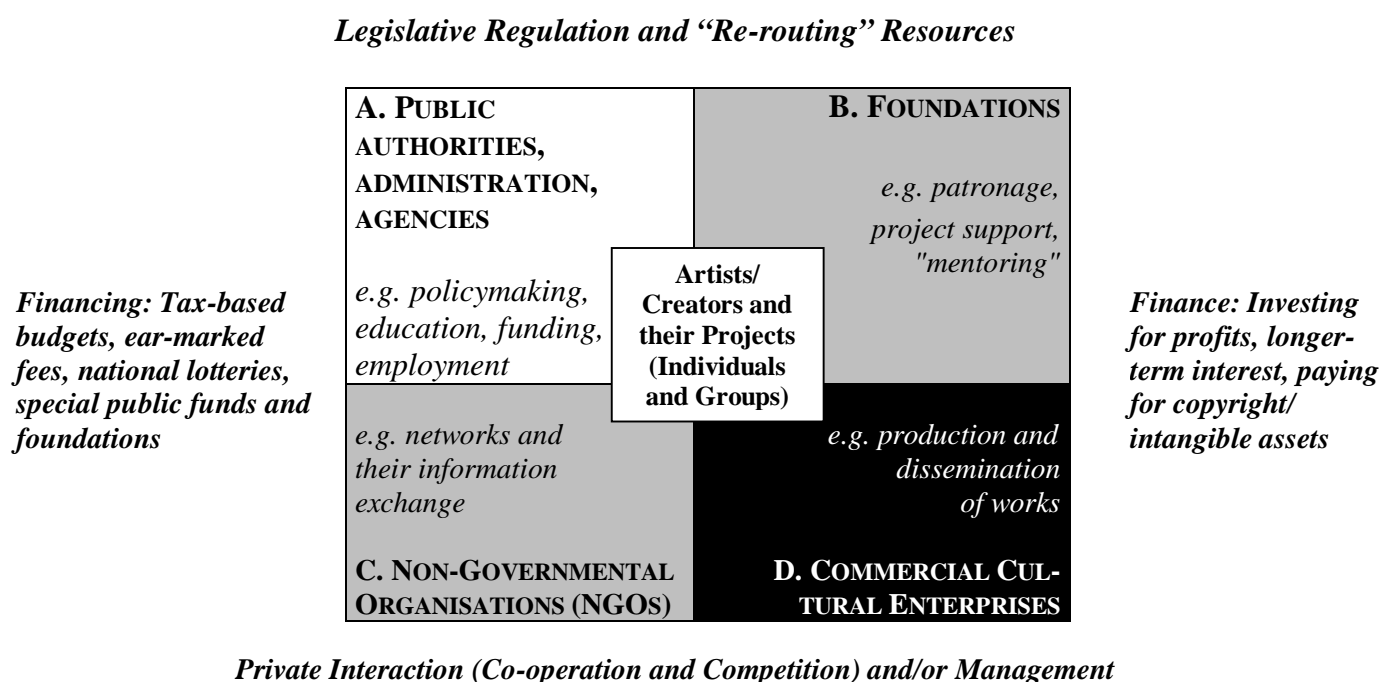 Legislative Regulation and “Re-routing” Resources
A. PUBLIC
AUTHORITIES,
ADMINISTRATION,
AGENCIES
e.g. policymaking,
education, funding,
employment
B. FOUNDATIONS
e.g. patronage,
project support,
"mentoring"
Artists/
Creators and
their Projects
(Individuals
and Groups)
Financing: Tax-based
budgets, ear-marked
fees, national lotteries,
special public funds and
foundations
Finance: Investing
for profits, longer-
term interest, paying
for copyright/
intangible assets
e.g. networks and
their information
exchange
C. NON-GOVERNMENTAL
ORGANISATIONS (NGOS)
e.g. production and
dissemination
of works
D. COMMERCIAL CUL-
TURAL ENTERPRISES
Private Interaction (Co-operation and Competition) and/or Management